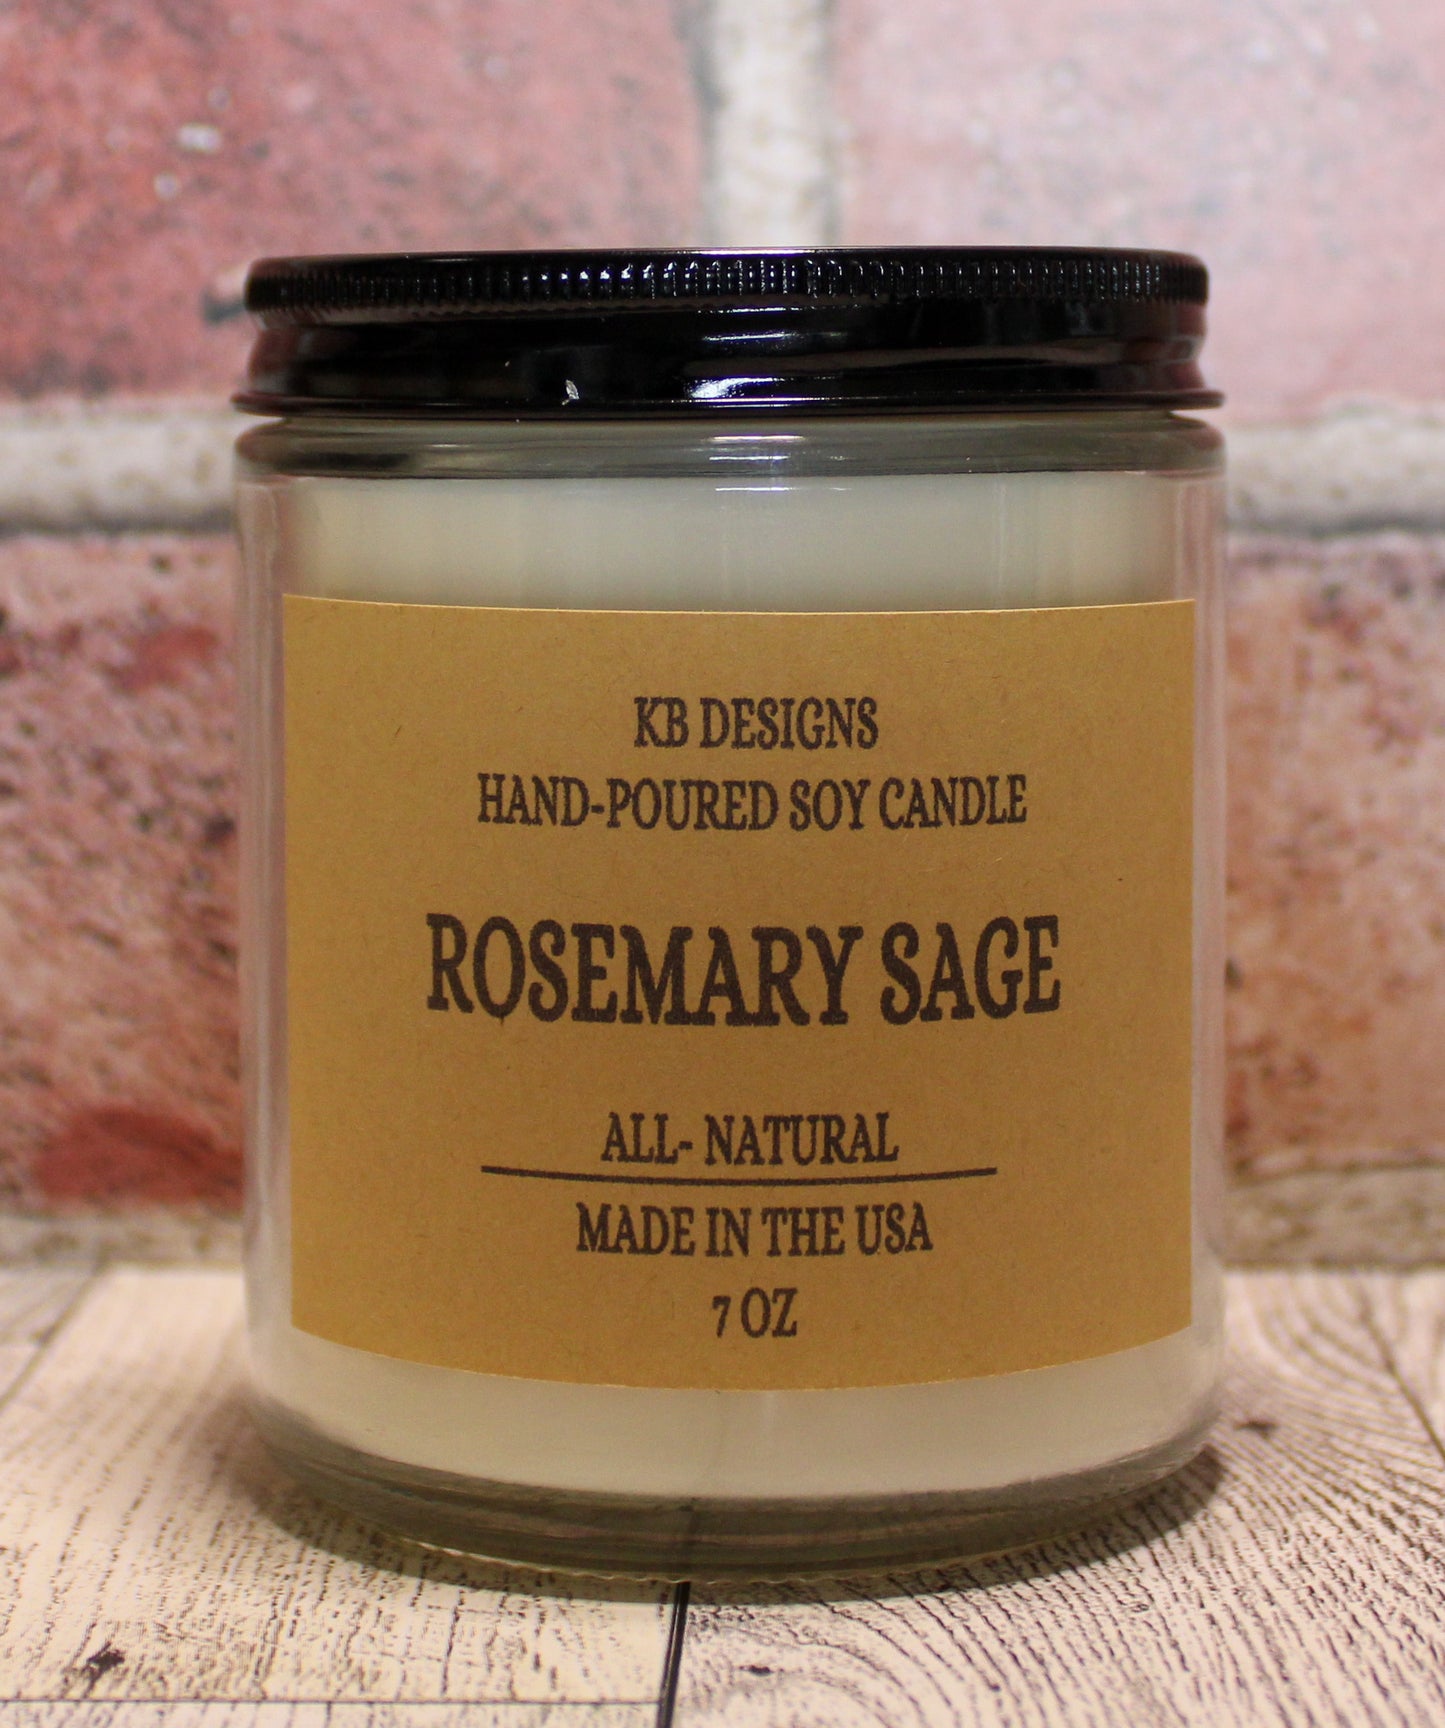 KB DESIGNS
HAND-POURED SOY CANDLE
ROSEMARY SAGE
ALL- NATURAL
MADE IN THE USA
7 OZ